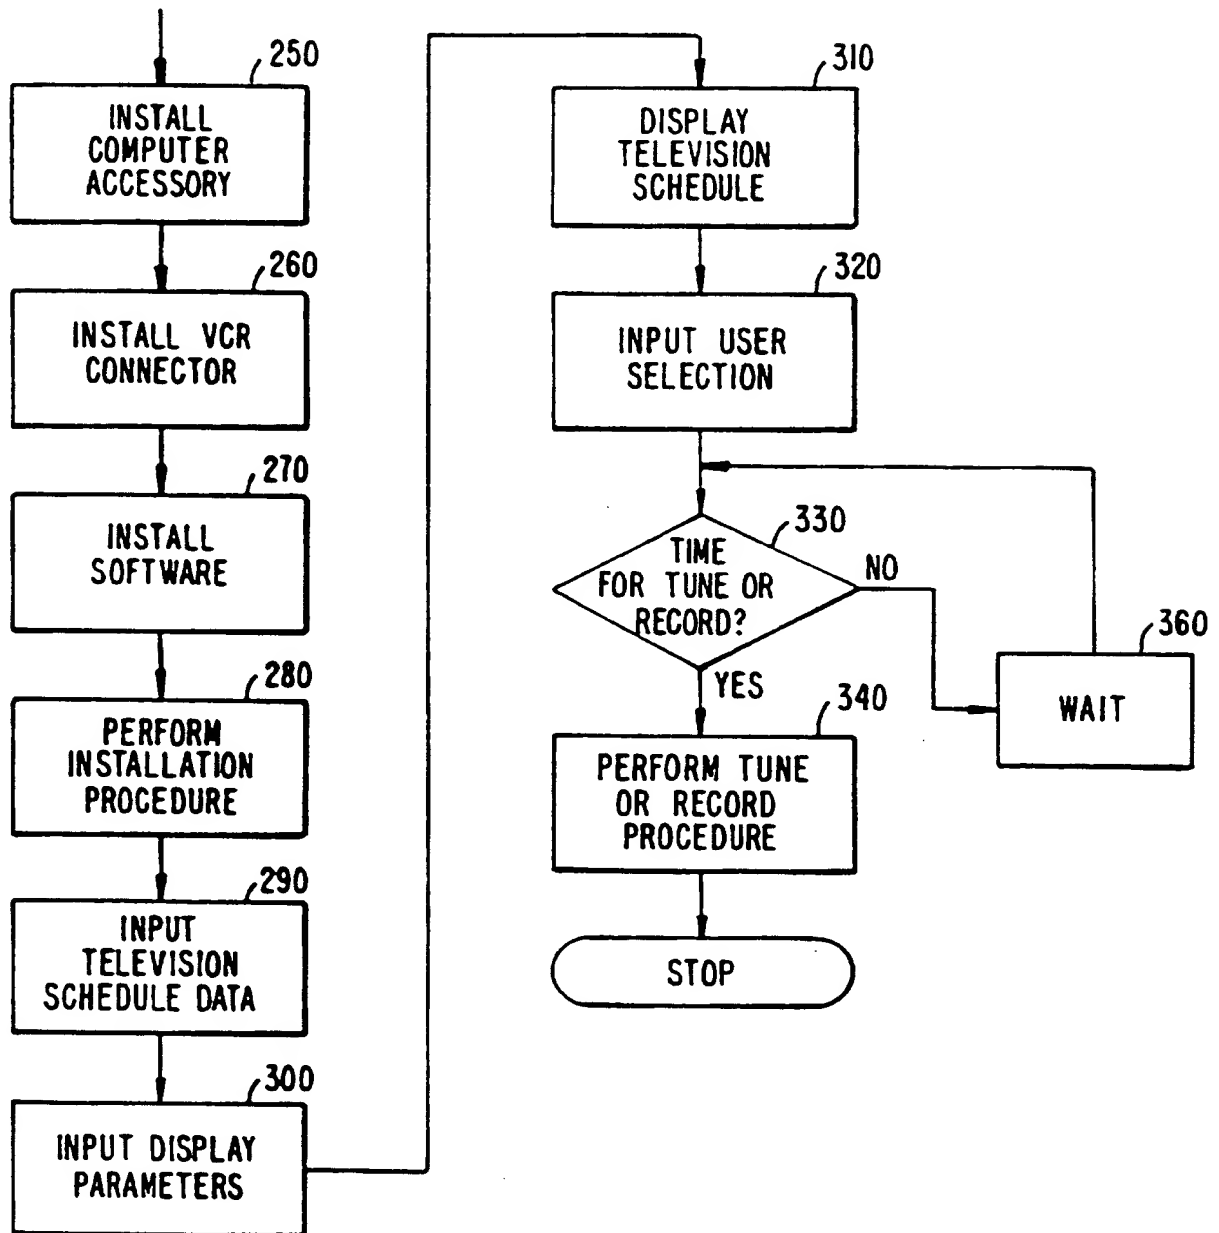 250
INSTALL
COMPUTER
ACCESSORY
260
INSTALL VCR
CONNECTOR
270
INSTALL
SOFTWARE
280
PERFORM
INSTALLATION
PROCEDURE
290
INPUT
TELEVISION
SCHEDULE DATA
300
INPUT DISPLAY
PARAMETERS
310
DISPLAY
TELEVISION
SCHEDULE
320
INPUT USER
SELECTION
330
TIME
FOR TUNE OR
RECORD?
NO
YES
360
WAIT
340
PERFORM TUNE
OR RECORD
PROCEDURE
STOP